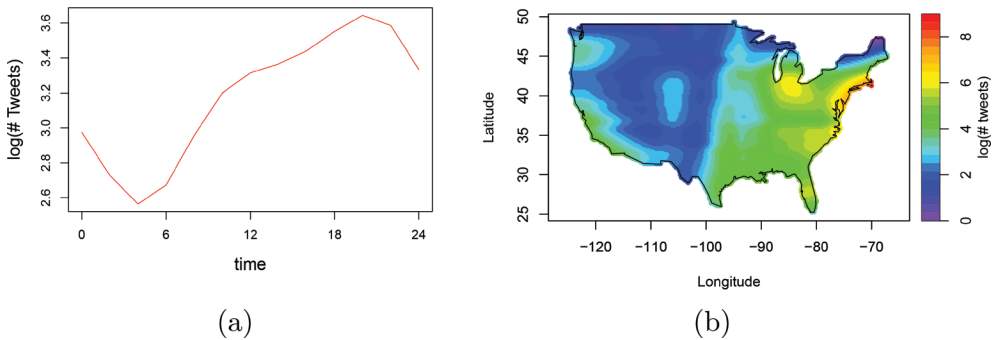 log(# Tweets)
3.6
3.4
3.2
3.0
2.8
2.6
0 6 12 18 24
time
(a)
Latitude
50
45
40
35
30
25
−120 −110 −100 −90 −80 −70
Longitude
8
6
4
2
0
log(# tweets)
(b)